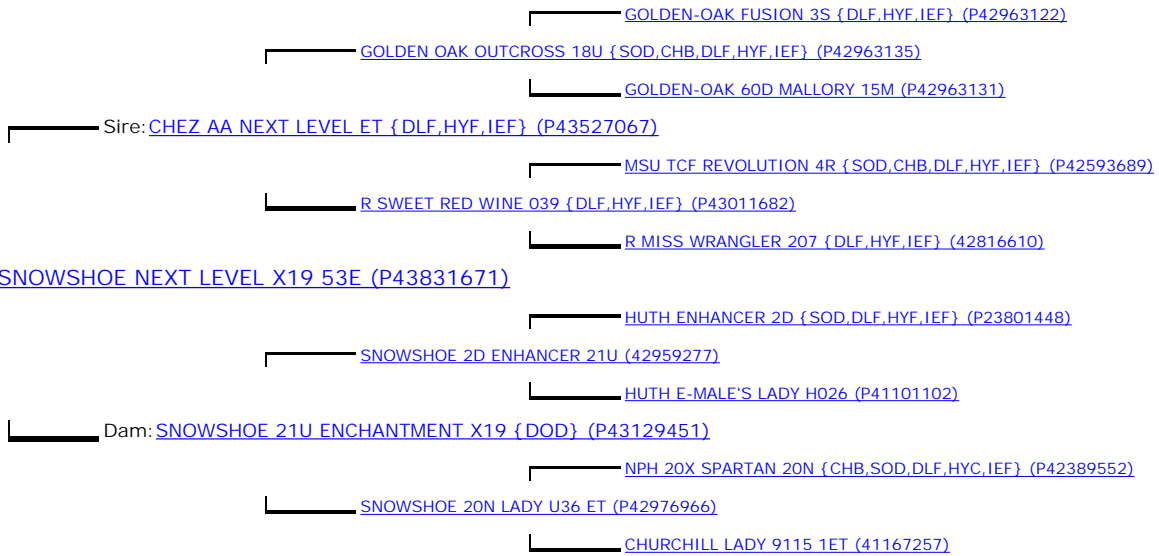 GOLDEN-OAK FUSION 3S {DLF,HYF,IEF} (P42963122)
GOLDEN OAK OUTCROSS 18U {SOD,CHB,DLF,HYF,IEF} (P42963135)
GOLDEN-OAK 60D MALLORY 15M (P42963131)
Sire: CHEZ AA NEXT LEVEL ET {DLF,HYF,IEF} (P43527067)
MSU TCF REVOLUTION 4R {SOD,CHB,DLF,HYF,IEF} (P42593689)
R SWEET RED WINE 039 {DLF,HYF,IEF} (P43011682)
R MISS WRANGLER 207 {DLF,HYF,IEF} (42816610)
SNOWSHOE NEXT LEVEL X19 53E (P43831671)
HUTH ENHANCER 2D {SOD,DLF,HYF,IEF} (P23801448)
SNOWSHOE 2D ENHANCER 21U (42959277)
HUTH E-MALE'S LADY H026 (P41101102)
Dam: SNOWSHOE 21U ENCHANTMENT X19 {DOD} (P43129451)
NPH 20X SPARTAN 20N {CHB,SOD,DLF,HYC,IEF} (P42389552)
SNOWSHOE 20N LADY U36 ET (P42976966)
CHURCHILL LADY 9115 1ET (41167257)